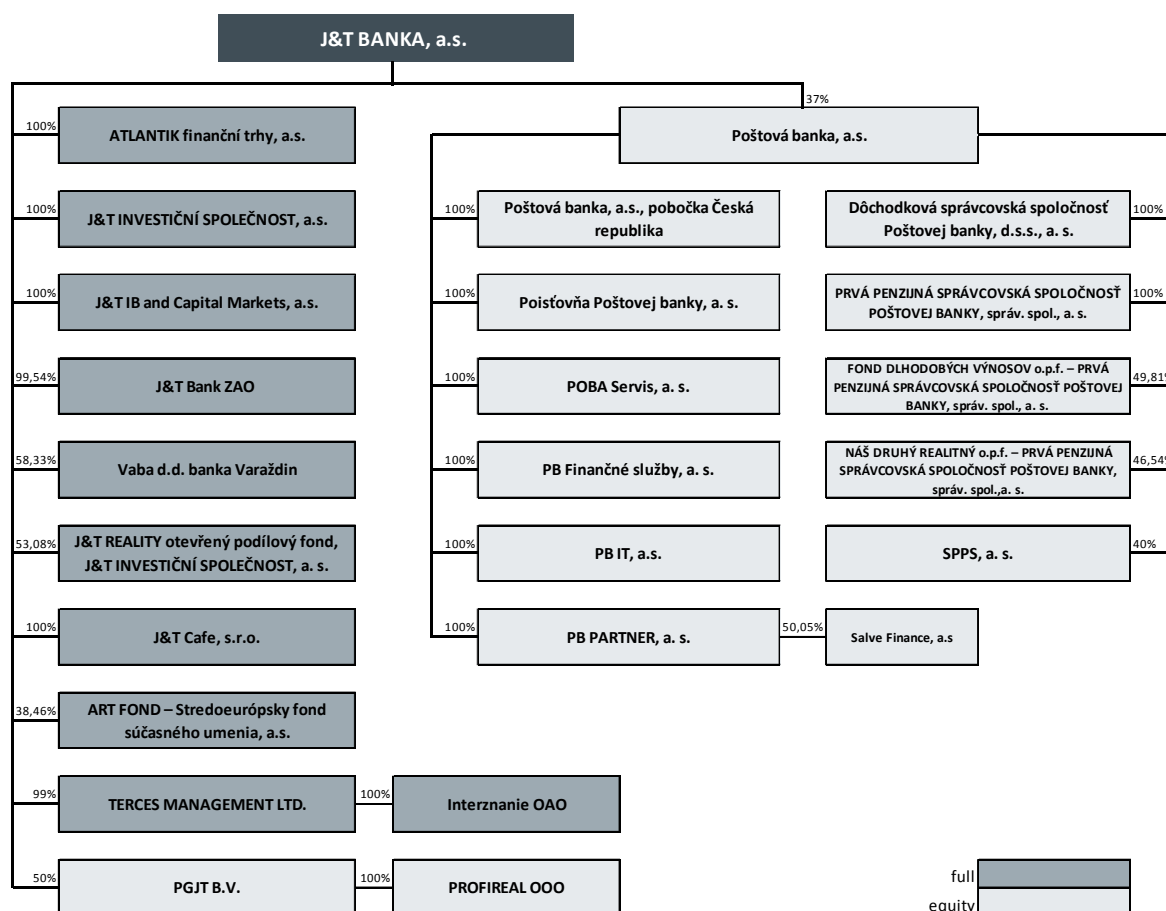 J&T BANKA, a.s.
37%
100%
ATLANTIK finanční trhy, a.s.
Poštová banka, a.s.
100%
J&T INVESTIČNÍ SPOLEČNOST, a.s.
100%
Poštová banka, a.s., pobočka Česká
republika
Dôchodková správcovská spoločnosť
Poštovej banky, d.s.s., a. s.
100%
100%
J&T IB and Capital Markets, a.s.
100%
Poisťovňa Poštovej banky, a. s.
PRVÁ PENZIJNÁ SPRÁVCOVSKÁ SPOLOČNOSŤ
POŠTOVEJ BANKY, správ. spol., a. s.
100%
99,54%
J&T Bank ZAO
100%
POBA Servis, a. s.
FOND DLHODOBÝCH VÝNOSOV o.p.f. – PRVÁ
PENZIJNÁ SPRÁVCOVSKÁ SPOLOČNOSŤ POŠTOVEJ
BANKY, správ. spol., a. s.
49,81%
58,33%
Vaba d.d. banka Varaždin
100%
PB Finančné služby, a. s.
NÁŠ DRUHÝ REALITNÝ o.p.f. – PRVÁ PENZIJNÁ
SPRÁVCOVSKÁ SPOLOČNOSŤ POŠTOVEJ BANKY,
správ. spol.,a. s.
46,54%
53,08%
J&T REALITY otevřený podílový fond,
J&T INVESTIČNÍ SPOLEČNOST, a. s.
100%
PB IT, a.s.
SPPS, a. s.
40%
100%
J&T Cafe, s.r.o.
100%
PB PARTNER, a. s.
50,05%
Salve Finance, a.s
38,46%
ART FOND – Stredoeurópsky fond
súčasného umenia, a.s.
99%
TERCES MANAGEMENT LTD.
100%
Interznanie OAO
50%
PGJT B.V.
100%
PROFIREAL OOO
full
equity